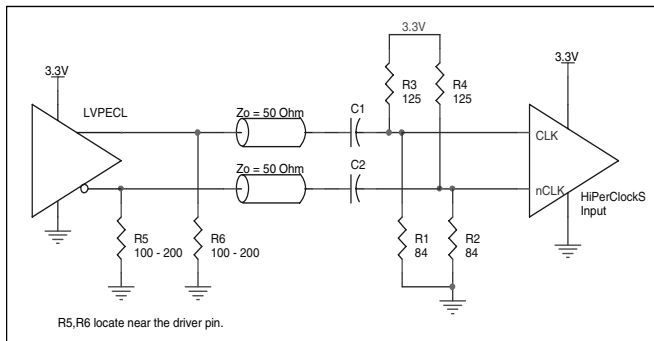 3.3V
3.3V
3.3V
LVPECL
Zo = 50 Ohm
C1
R3
125
R4
125
CLK
Zo = 50 Ohm
C2
nCLK
HiPerClockS
Input
R5
100 - 200
R6
100 - 200
R1
84
R2
84
R5,R6 locate near the driver pin.